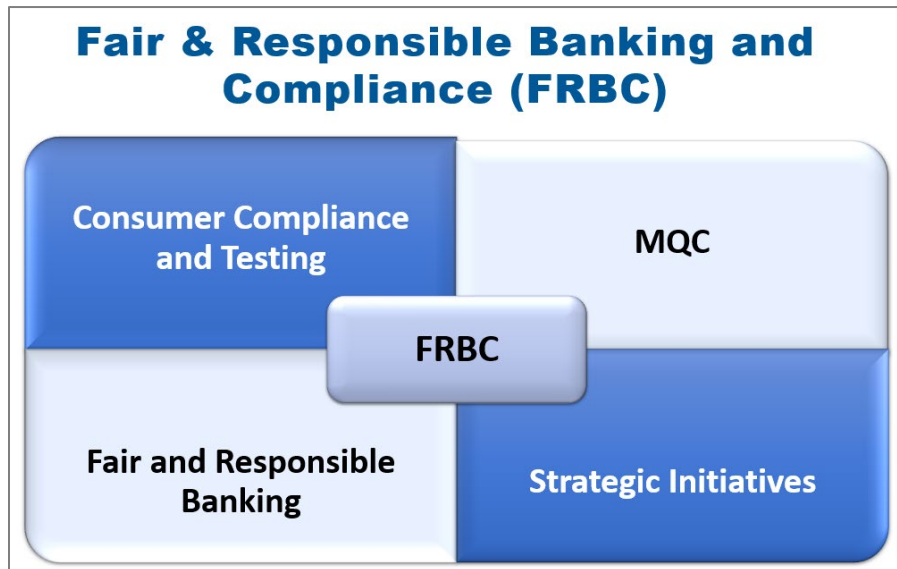 Fair & Responsible Banking and
Compliance (FRBC)
Consumer Compliance
and Testing
MQC
FRBC
Fair and Responsible
Banking
Strategic Initiatives